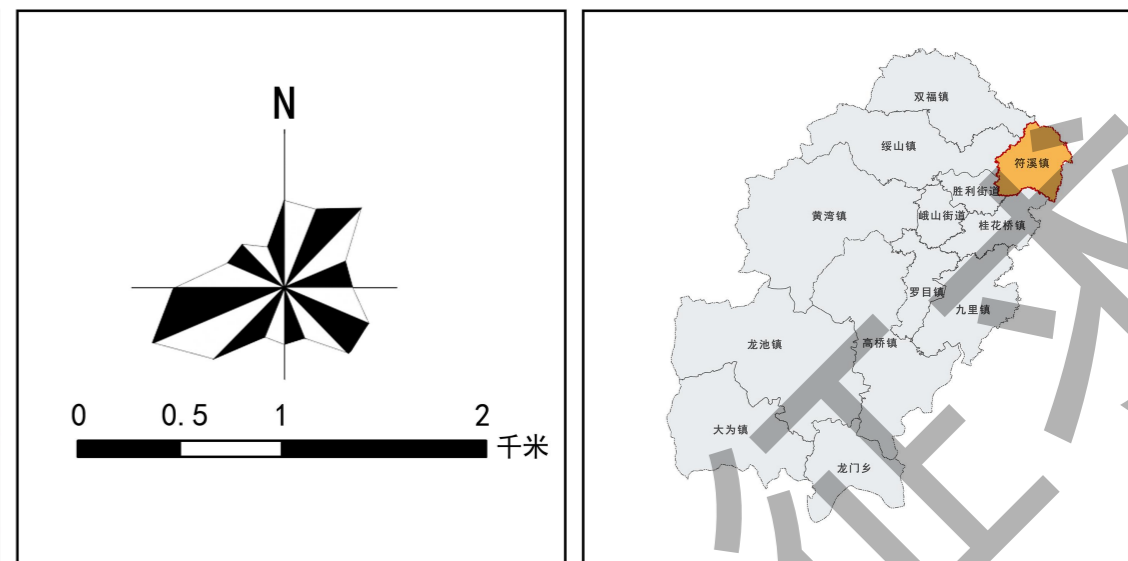 N
0 0.5 1 2 千米
双福镇
绥山镇
符溪镇
胜利街道
黄湾镇
峨山街道
桂花桥镇
罗目镇
九里镇
龙池镇
高桥镇
大为镇
龙门乡